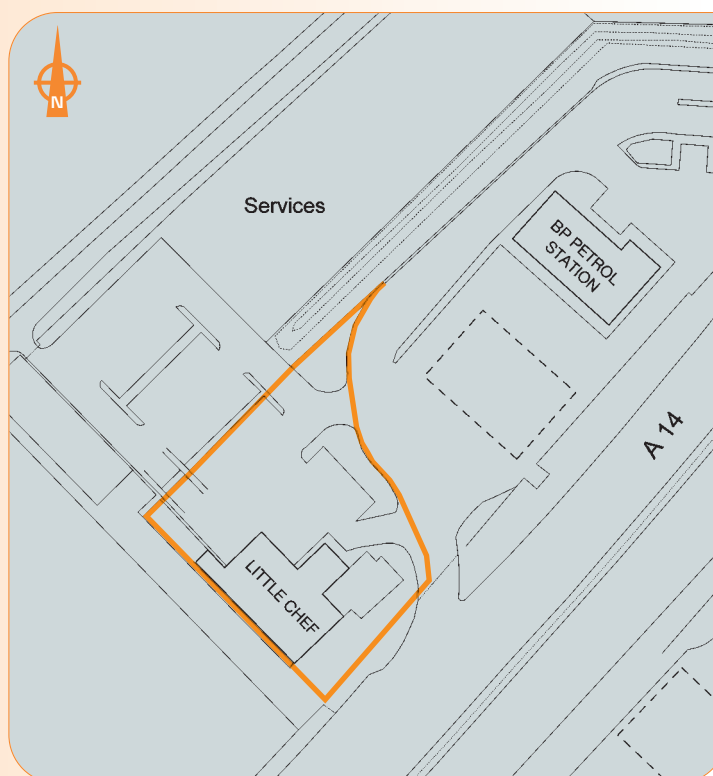 N
Services
BP PETROL
STATION
A 14
LITTLE CHEF